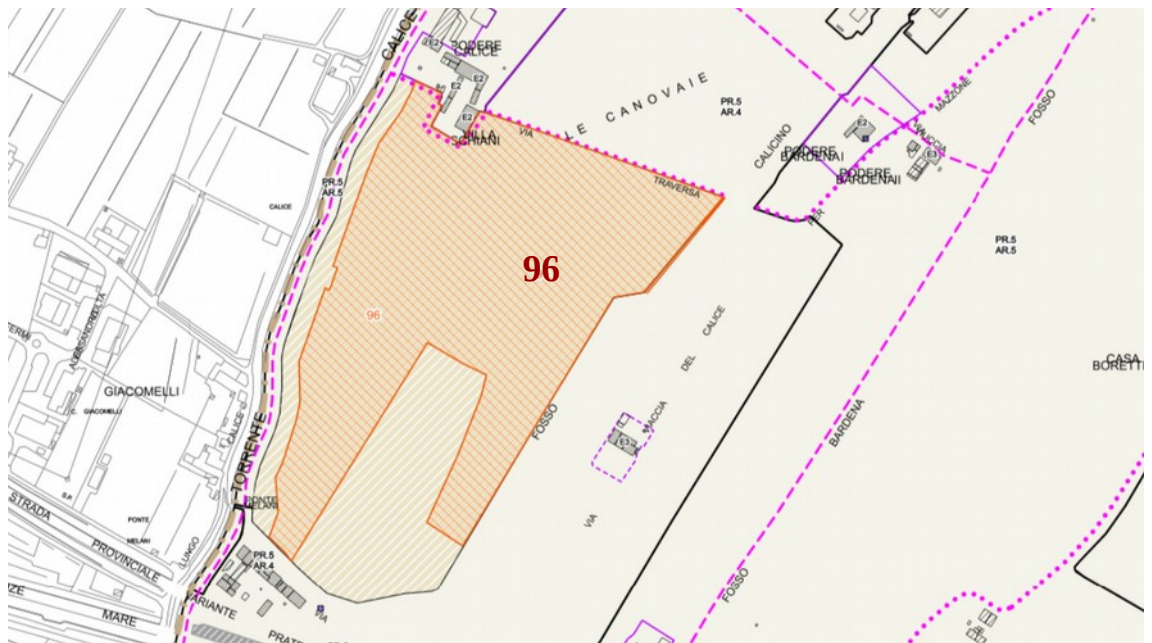 CALICE
E2
PODERE
CALICE
E2
E2
E2
VILLA
SCHIANI
VIA
LE CANOVAIE
PR.5
AR.4
CALICINO
E2
PODERE
BARDENAI
PODERE
BARDENAII
MAZZONE
E3
FOSSO
PER
TRAVERSA
PR.5
AR.5
CALICE
PR.5
AR.5
96
96
CALICE
DEL
MACCIA
VIA
E3
FOSSO
CASA
BORETTI
BARDENA
FOSSO
GIACOMELLI
C. GIACOMELLI
CALICE
TORRENTE
PONTE
MELANI
S.P.
STRADA
PROVINCIALE
PONTE
MELANI
LUNGO
PR.5
AR.4
VARIANTE
MARE
VIA